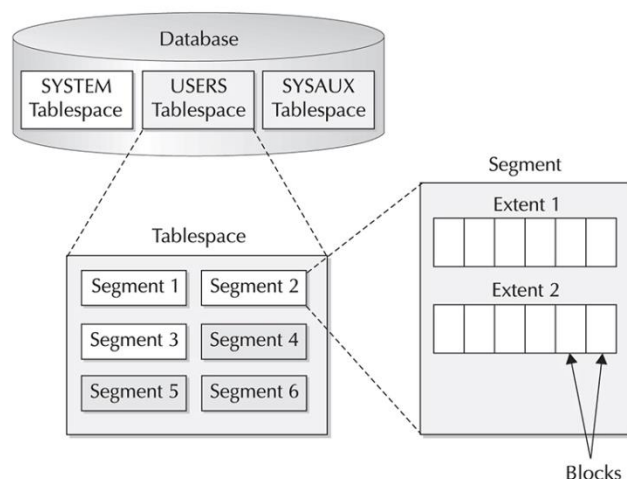 Database
SYSTEM USERS SYSAUX
Tablespace Tablespace Tablespace
Segment
Extent 1
Tablespace
Segment 1 Segment 2
Extent 2
Segment 3 Segment 4
Segment 5 Segment 6
Blocks